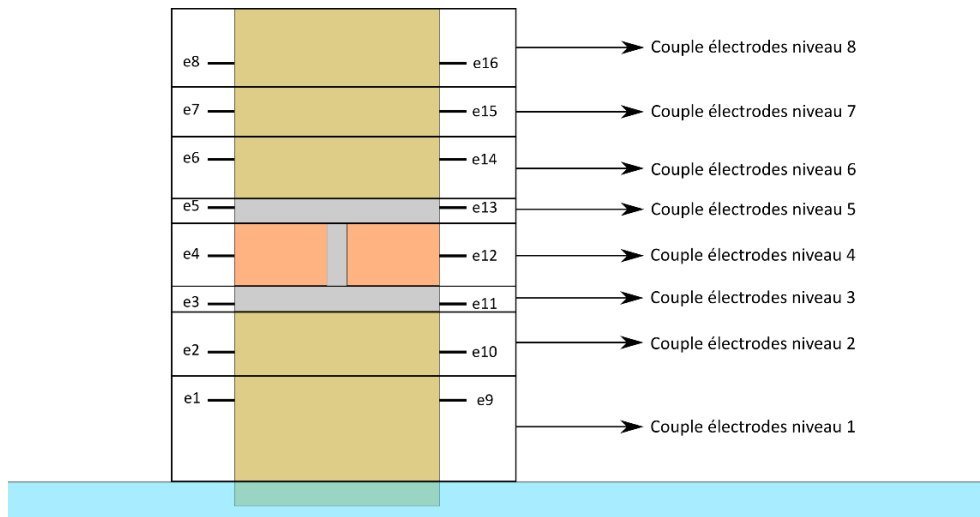 e8 e16 Couple électrodes niveau 8
e7 e15 Couple électrodes niveau 7
e6 e14 Couple électrodes niveau 6
e5 e13 Couple électrodes niveau 5
e4 e12 Couple électrodes niveau 4
e3 e11 Couple électrodes niveau 3
e2 e10 Couple électrodes niveau 2
e1 e9 Couple électrodes niveau 1